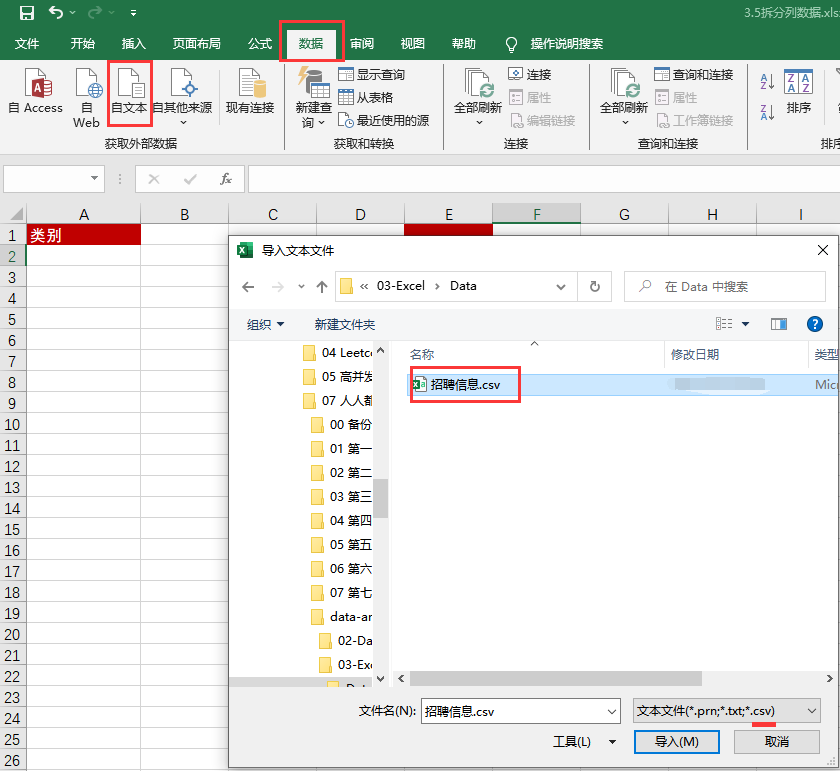 3.5拆分列数据.xls
文件 开始 插入 页面布局 公式 数据 审阅 视图 帮助 操作说明搜索
自 Access
自 Web
自文本
自其他来源
现有连接
获取外部数据
新建查询
显示查询
从表格
最近使用的源
获取和转换
全部刷新
连接
属性
编辑链接
连接
全部刷新
查询和连接
属性
工作簿链接
查询和连接
排序
排序
fx
A B C D E F G H I
1 类别
2
3
4
5
6
7
8
9
10
11
12
13
14
15
16
17
18
19
20
21
22
23
24
25
26
导入文本文件
« 03-Excel › Data
在 Data 中搜索
组织 新建文件夹
名称 修改日期 类型
招聘信息.csv Micr
04 Leetc
05 高并发
07 人人都
00 备份
01 第一
02 第二
03 第三
04 第四
05 第五
06 第六
07 第七
data-an
02-Da
03-Exc
文件名(N): 招聘信息.csv 文本文件(*.prn;*.txt;*.csv)
工具(L) 导入(M) 取消